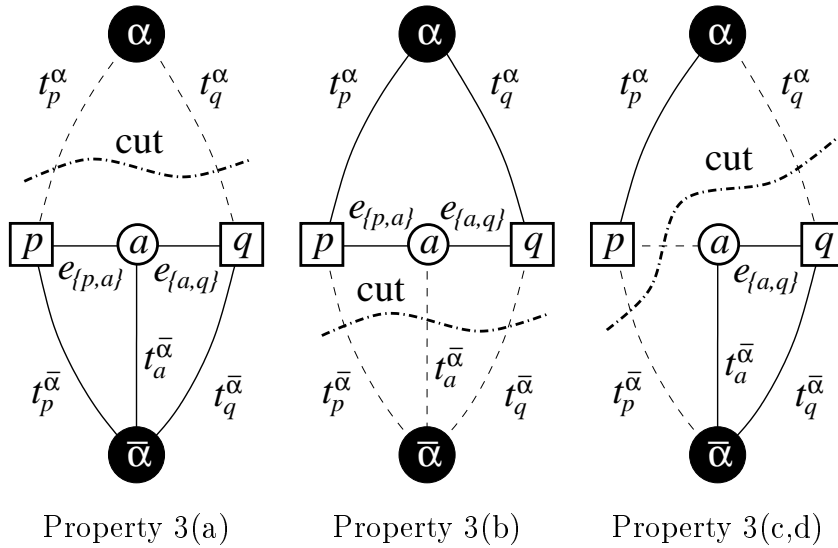 α α α
t_p^α t_q^α t_p^α t_q^α t_p^α t_q^α
cut cut
e_{p,a} e_{a,q}
p a q p a q p a q
e_{p,a} e_{a,q} e_{a,q}
cut
t_a^ᾱ t_a^ᾱ t_a^ᾱ
t_p^ᾱ t_q^ᾱ t_p^ᾱ t_q^ᾱ t_p^ᾱ t_q^ᾱ
ᾱ ᾱ ᾱ
Property 3(a) Property 3(b) Property 3(c,d)